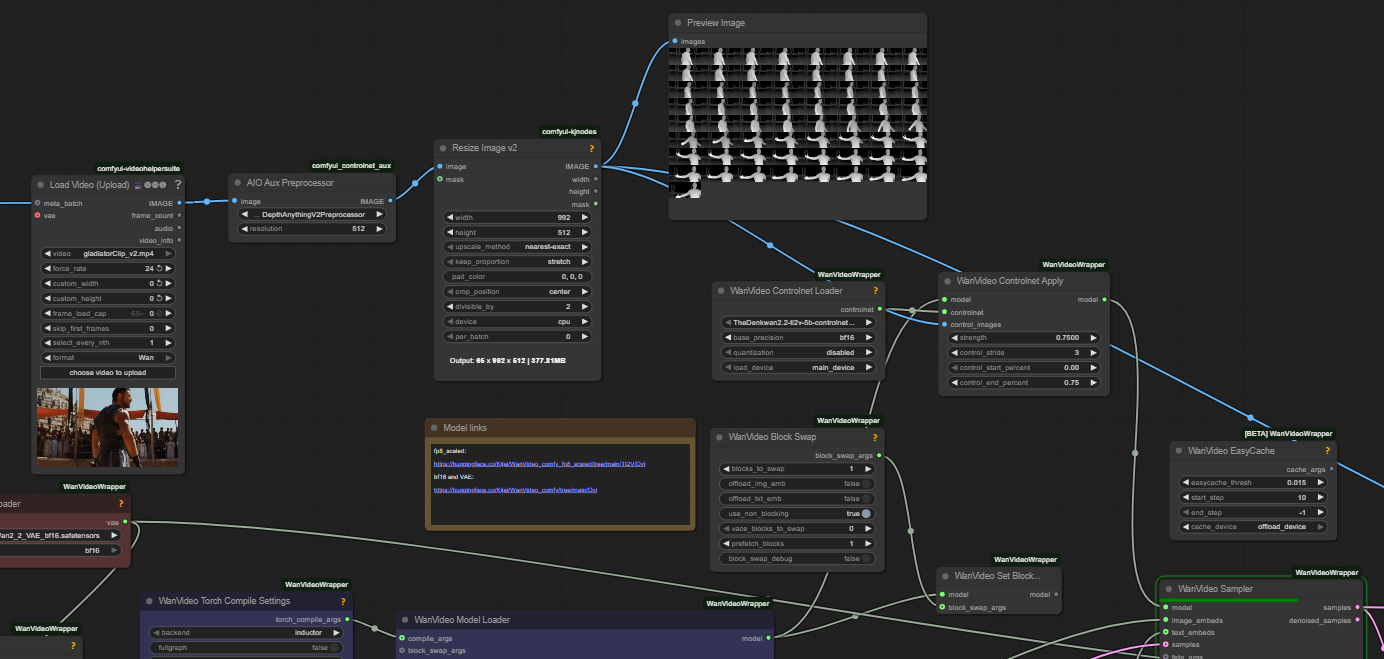 Preview Image
images
comfyui-kjnodes
Resize Image v2 ?
image IMAGE
mask width
height
mask
width 992
height 512
upscale_method nearest-exact
keep_proportion stretch
pad_color 0, 0, 0
crop_position center
divisible_by 2
device cpu
per_batch 0
Output: 65 x 992 x 512 | 377.81MB
comfyui_controlnet_aux
AIO Aux Preprocessor
image IMAGE
... DepthAnythingV2Preprocessor
resolution 512
comfyui-videohelpersuite
Load Video (Upload) ?
meta_batch IMAGE
vae frame_count
audio
video_info
video gladiatorClip_v2.mp4
force_rate 24
custom_width 0
custom_height 0
frame_load_cap 65 0
skip_first_frames 0
select_every_nth 1
format Wan
choose video to upload
WanVideoWrapper
WanVideo Controlnet Loader ?
controlnet
TheDenkwan2.2-ti2v-5b-controlnet...
base_precision bf16
quantization disabled
load_device main_device
WanVideoWrapper
WanVideo Controlnet Apply
model model
controlnet
control_images
strength 0.7500
control_stride 3
control_start_percent 0.00
control_end_percent 0.75
Model links
fp8_scaled:
https://huggingface.co/Kijai/WanVideo_comfy_fp8_scaled/tree/main/TI2V/Ovi
bf16 and VAE:
https://huggingface.co/Kijai/WanVideo_comfy/tree/main/Ovi
WanVideoWrapper
WanVideo Block Swap ?
block_swap_args
blocks_to_swap 1
offload_img_emb false
offload_txt_emb false
use_non_blocking true
vace_blocks_to_swap 0
prefetch_blocks 1
block_swap_debug false
[BETA] WanVideoWrapper
WanVideo EasyCache ?
cache_args
easycache_thresh 0.015
start_step 10
end_step -1
cache_device offload_device
WanVideoWrapper
oader ?
vae
Van2_2_VAE_bf16.safetensors
bf16
WanVideoWrapper
WanVideo Set Block...
model model
block_swap_args
WanVideoWrapper
WanVideo Sampler
model samples
image_embeds denoised_samples
text_embeds
samples
feta_args
WanVideoWrapper
WanVideo Torch Compile Settings ?
torch_compile_args
backend inductor
fullgraph false
WanVideoWrapper
WanVideo Model Loader
compile_args model
block_swap_args
WanVideoWrapper
?